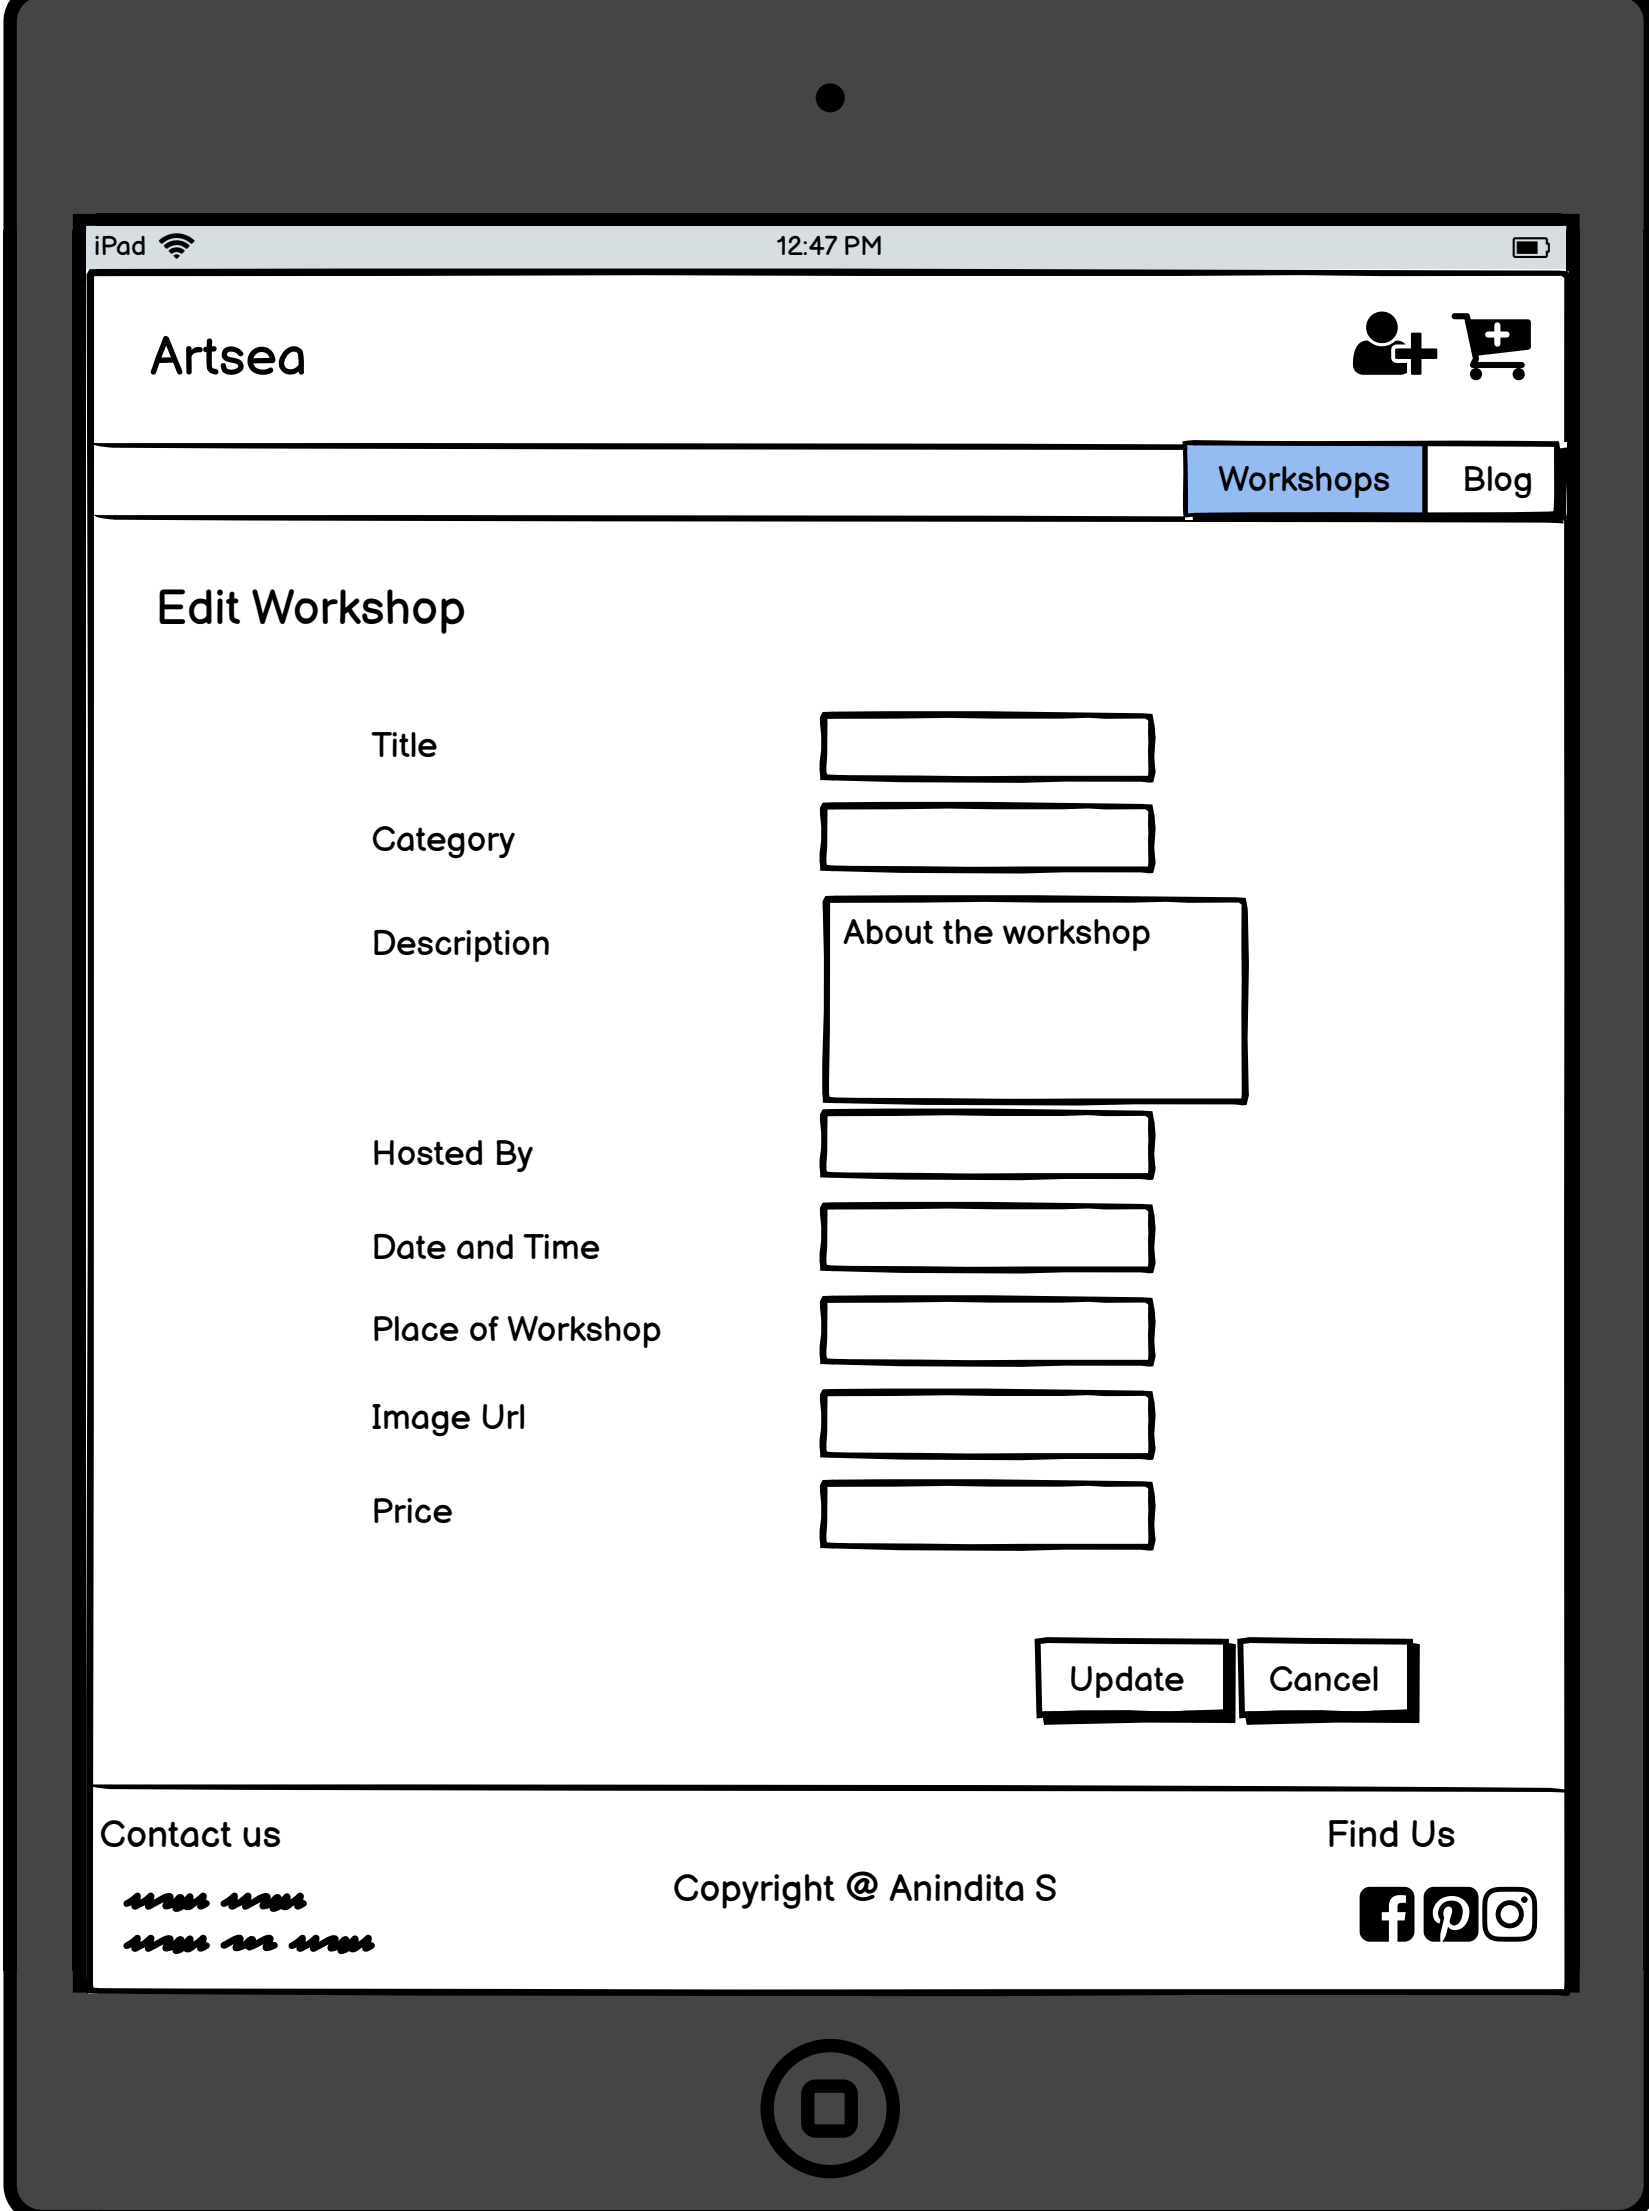 iPad 12:47 PM
Artsea
Workshops Blog
Edit Workshop
Title
Category
Description About the workshop
Hosted By
Date and Time
Place of Workshop
Image Url
Price
Update Cancel
Contact us Find Us
Copyright @ Anindita S